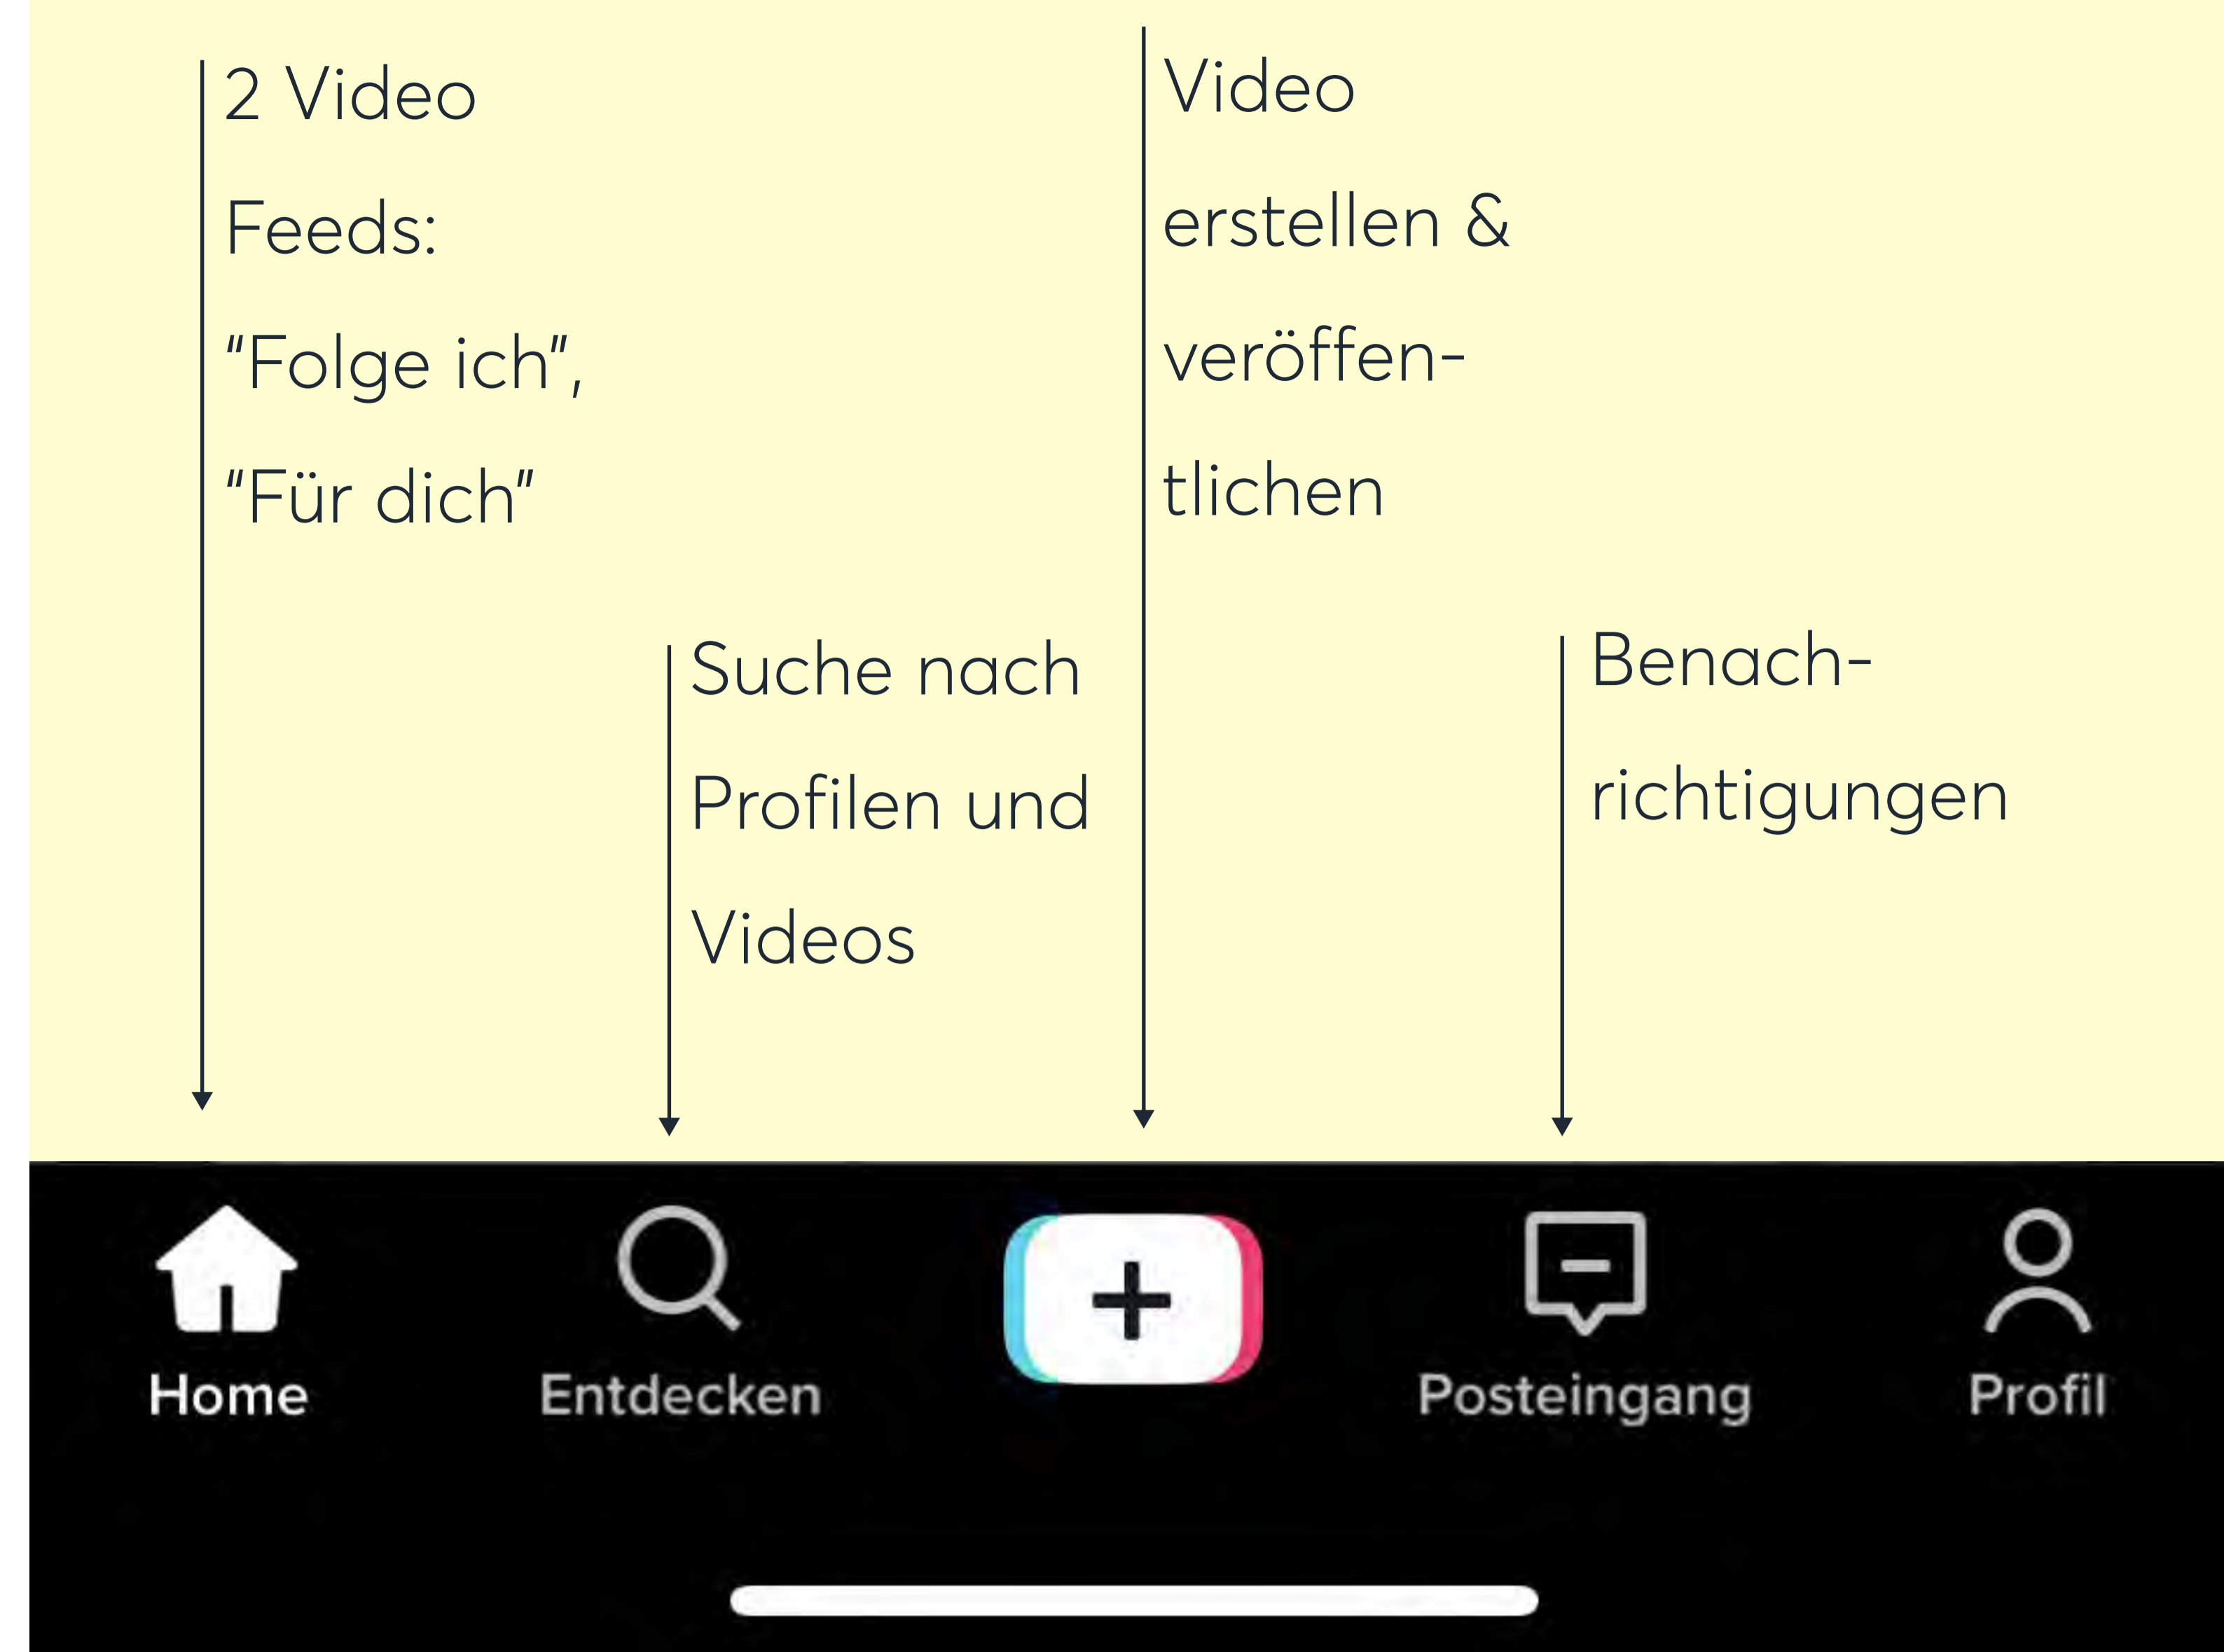 2 Video
Feeds:
"Folge ich",
"Für dich"
Video
erstellen &
veröffen-
tlichen
Suche nach
Profilen und
Videos
Benach-
richtigungen
Home
Entdecken
Posteingang
Profil